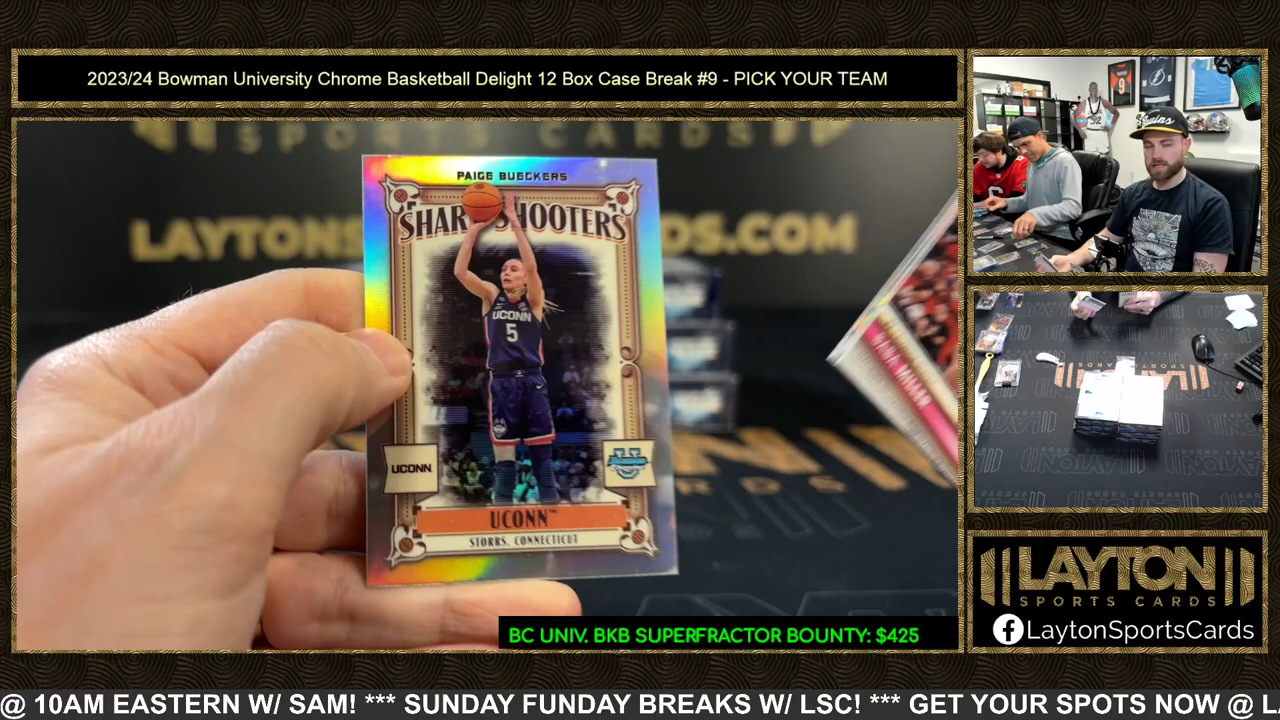 2023/24 Bowman University Chrome Basketball Delight 12 Box Case Break #9 - PICK YOUR TEAM
PAIGE BUECKERS
UCONN
5
UCONN
UCONN™
STORRS, CONNECTICUT
BC UNIV. BKB SUPERFRACTOR BOUNTY: $425
LAYTON
SPORTS CARDS
LaytonSportsCards
@ 10AM EASTERN W/ SAM! *** SUNDAY FUNDAY BREAKS W/ LSC! *** GET YOUR SPOTS NOW @